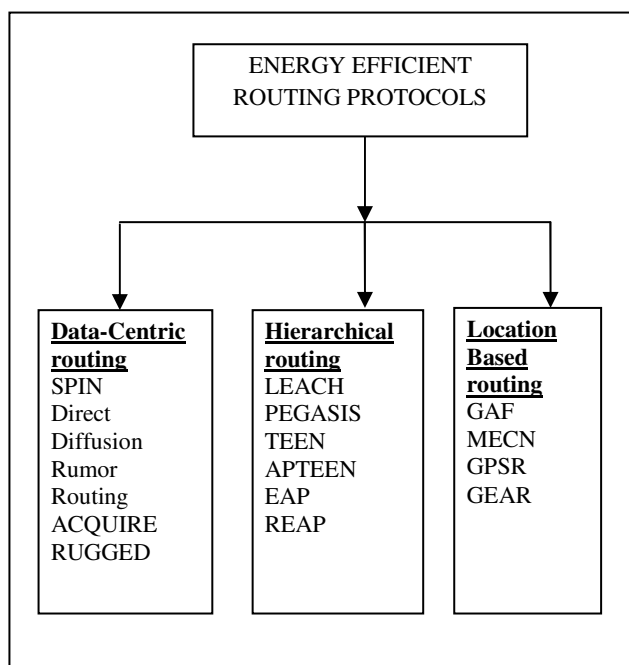 ENERGY EFFICIENT
ROUTING PROTOCOLS
Data-Centric
routing
SPIN
Direct
Diffusion
Rumor
Routing
ACQUIRE
RUGGED
Hierarchical
routing
LEACH
PEGASIS
TEEN
APTEEN
EAP
REAP
Location
Based
routing
GAF
MECN
GPSR
GEAR